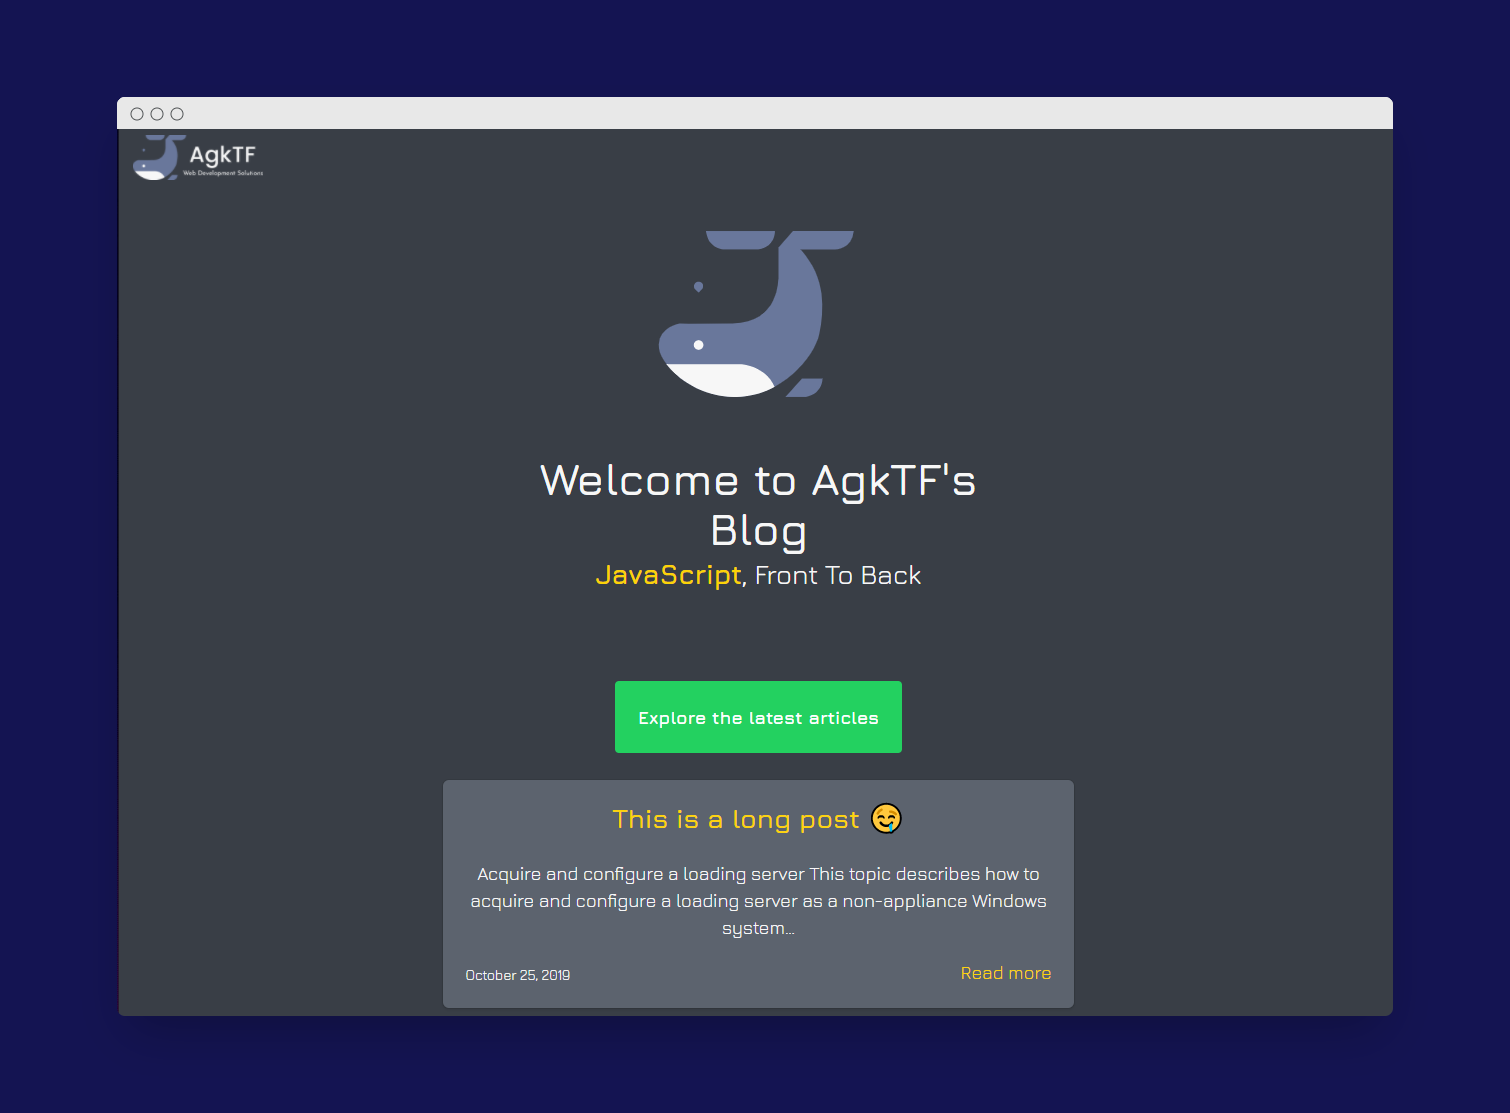 AgkTF
Web Development Solutions
Welcome to AgkTF's
Blog
JavaScript, Front To Back
Explore the latest articles
This is a long post 🤤
Acquire and configure a loading server This topic describes how to
acquire and configure a loading server as a non-appliance Windows
system...
October 25, 2019
Read more